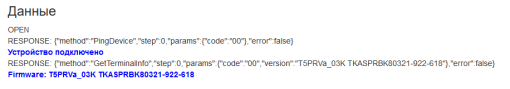 Данные
OPEN
RESPONSE: {"method":"PingDevice","step":0,"params":{"code":"00"},"error":false}
Устройство подключено
RESPONSE: {"method":"GetTerminalInfo","step":0,"params":{"code":"00","version":"T5PRVa_03K TKASPRBK80321-922-618"},"error":false}
Firmware: T5PRVa_03K TKASPRBK80321-922-618